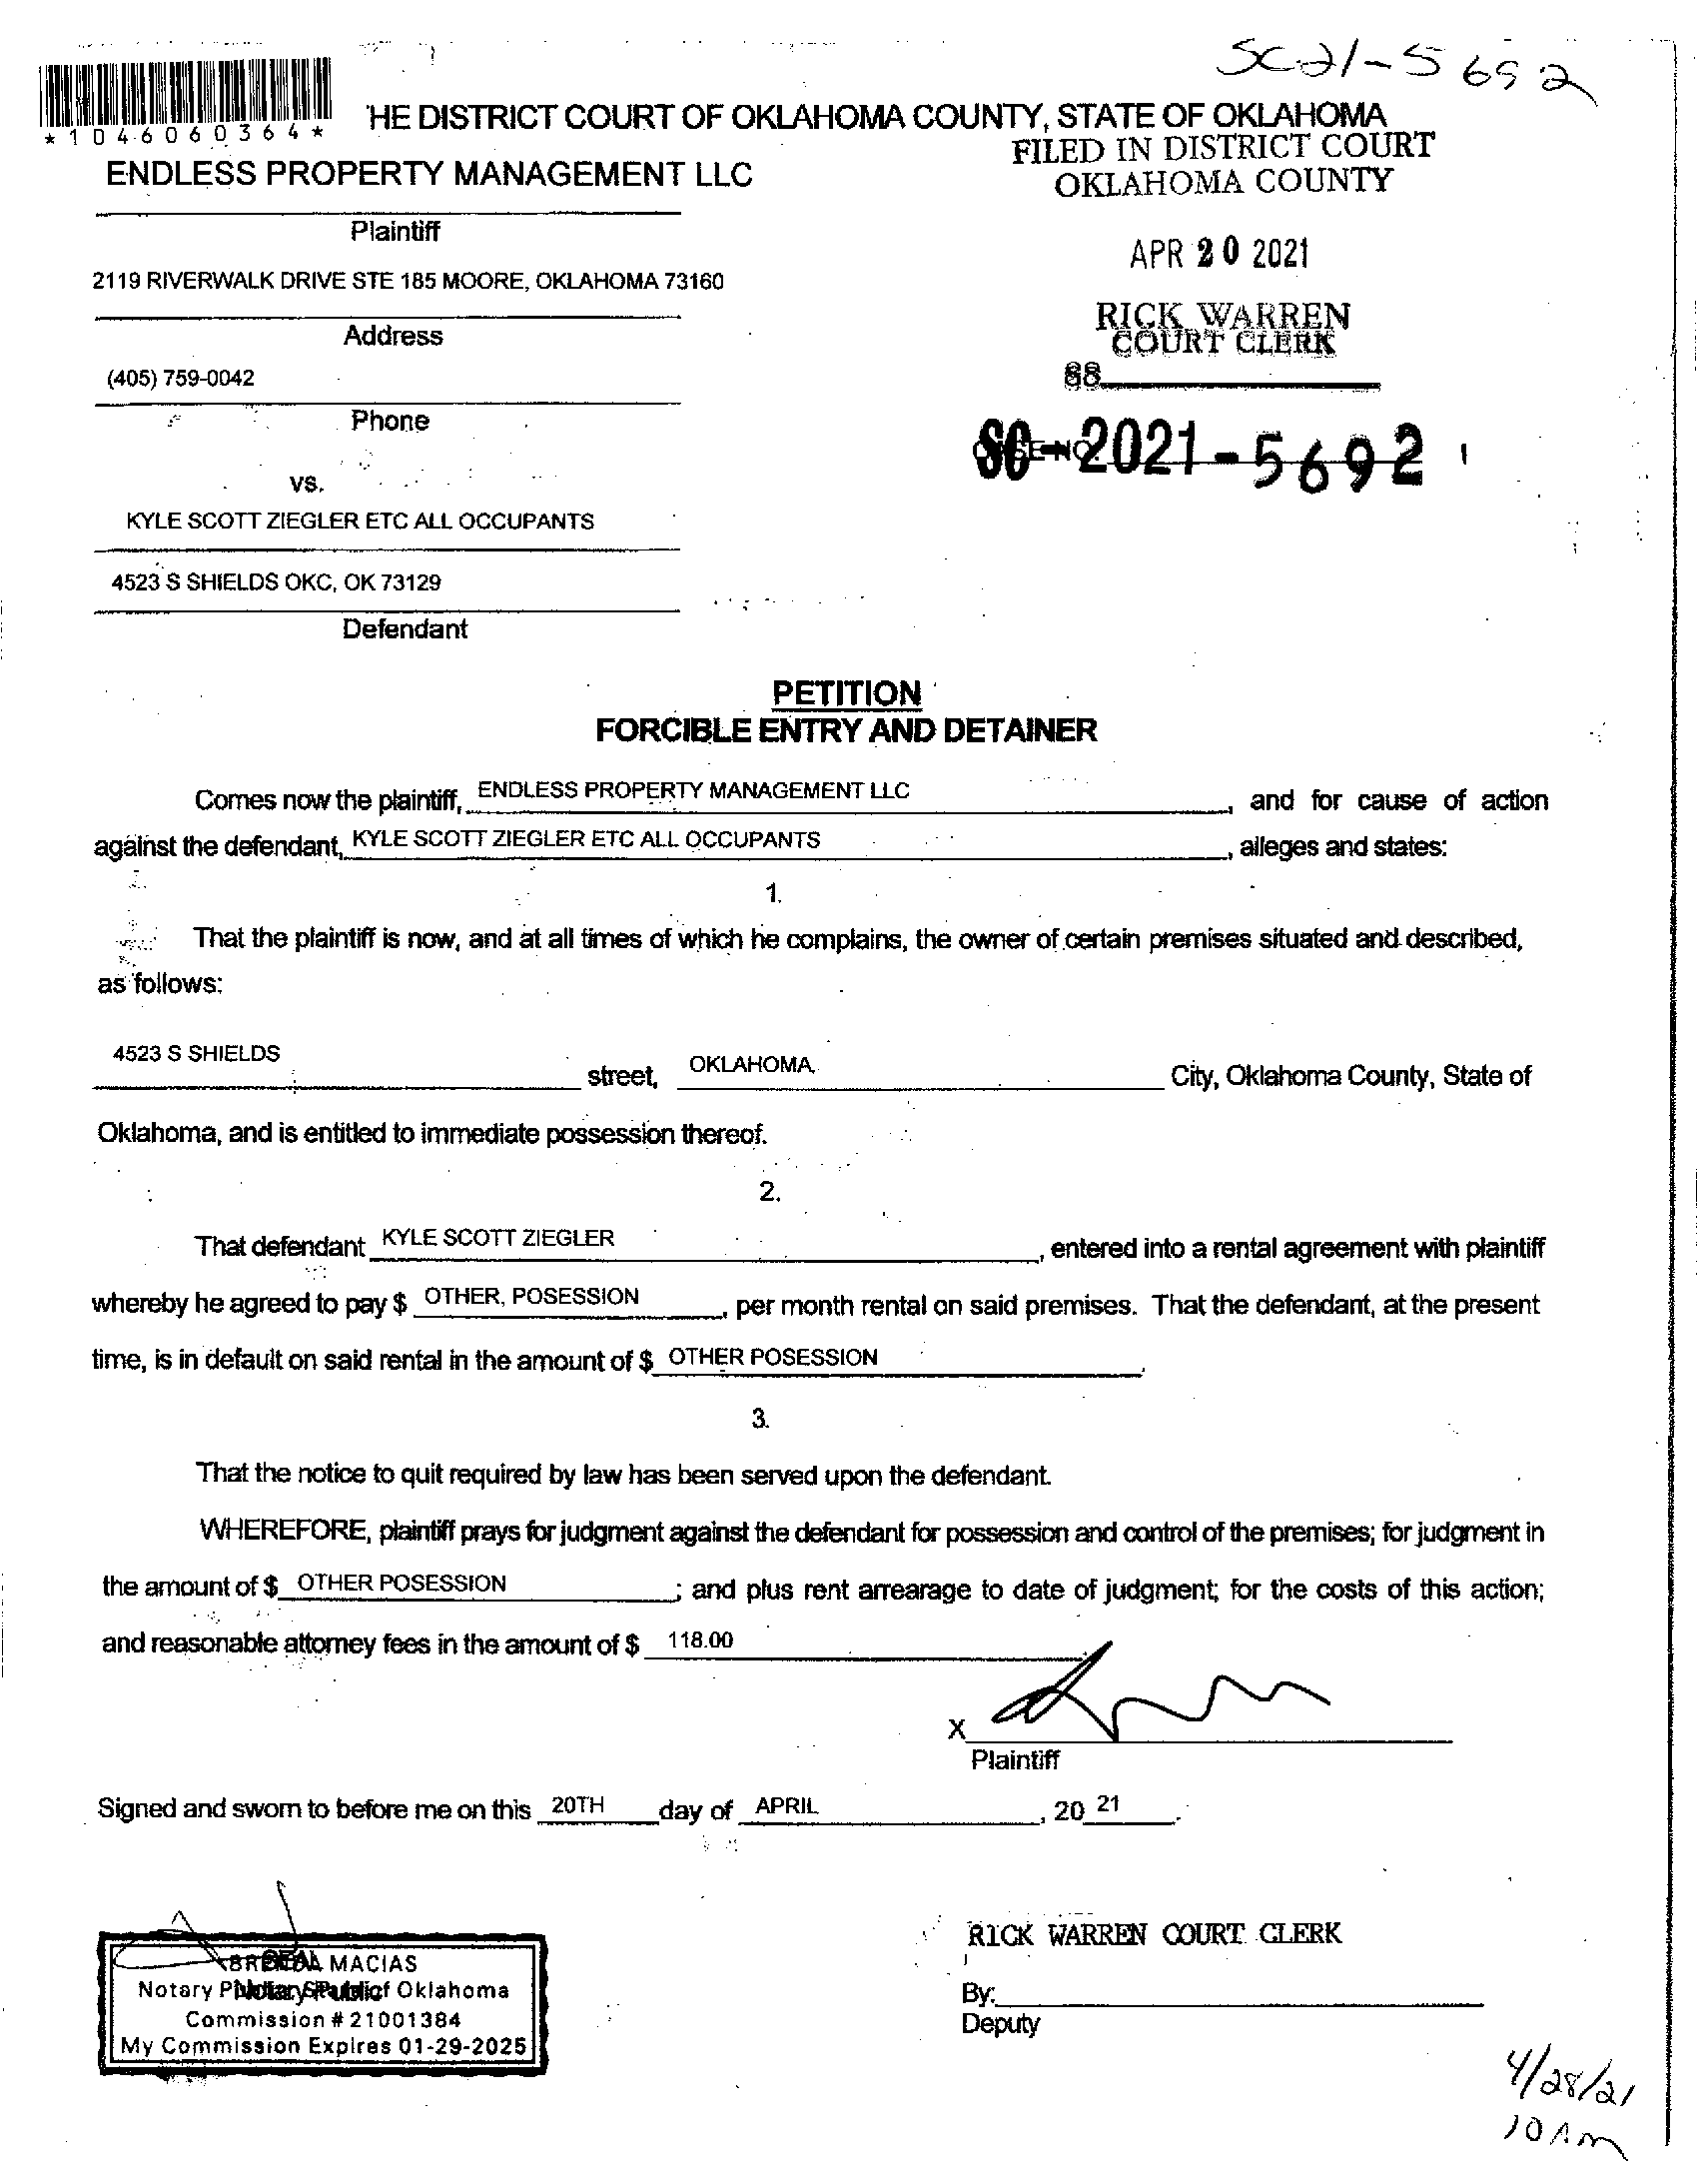 SC21-5692
*1046060364*
HE DISTRICT COURT OF OKLAHOMA COUNTY, STATE OF OKLAHOMA
FILED IN DISTRICT COURT
OKLAHOMA COUNTY
ENDLESS PROPERTY MANAGEMENT LLC
Plaintiff
APR 20 2021
2119 RIVERWALK DRIVE STE 185 MOORE, OKLAHOMA 73160
Address
RICK WARREN
COURT CLERK
(405) 759-0042
88
Phone
SC-2021-5692
vs.
KYLE SCOTT ZIEGLER ETC ALL OCCUPANTS
4523 S SHIELDS OKC, OK 73129
Defendant
PETITION
FORCIBLE ENTRY AND DETAINER
Comes now the plaintiff, ENDLESS PROPERTY MANAGEMENT LLC, and for cause of action
against the defendant, KYLE SCOTT ZIEGLER ETC ALL OCCUPANTS, alleges and states:
1.
That the plaintiff is now, and at all times of which he complains, the owner of certain premises situated and described,
as follows:
4523 S SHIELDS street, OKLAHOMA City, Oklahoma County, State of
Oklahoma, and is entitled to immediate possession thereof.
2.
That defendant KYLE SCOTT ZIEGLER, entered into a rental agreement with plaintiff
whereby he agreed to pay $ OTHER, POSESSION, per month rental on said premises. That the defendant, at the present
time, is in default on said rental in the amount of $ OTHER POSESSION.
3.
That the notice to quit required by law has been served upon the defendant.
WHEREFORE, plaintiff prays for judgment against the defendant for possession and control of the premises; for judgment in
the amount of $ OTHER POSESSION; and plus rent arrearage to date of judgment; for the costs of this action;
and reasonable attorney fees in the amount of $ 118.00
X
Plaintiff
Signed and sworn to before me on this 20TH day of APRIL, 20 21.
RICK WARREN COURT CLERK
MACIAS
Notary Public State of Oklahoma
Commission # 21001384
My Commission Expires 01-29-2025
By:
Deputy
4/28/21
10 AM